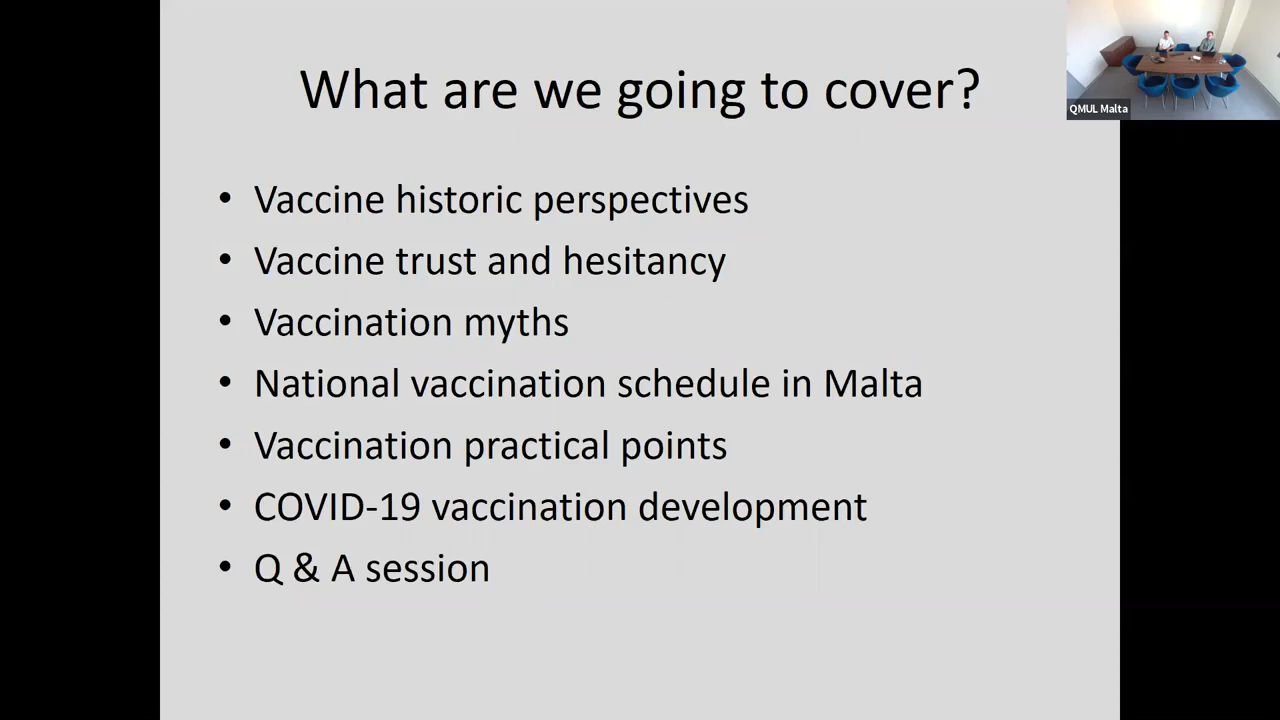 What are we going to cover?
QMUL Malta
• Vaccine historic perspectives
• Vaccine trust and hesitancy
• Vaccination myths
• National vaccination schedule in Malta
• Vaccination practical points
• COVID-19 vaccination development
• Q & A session